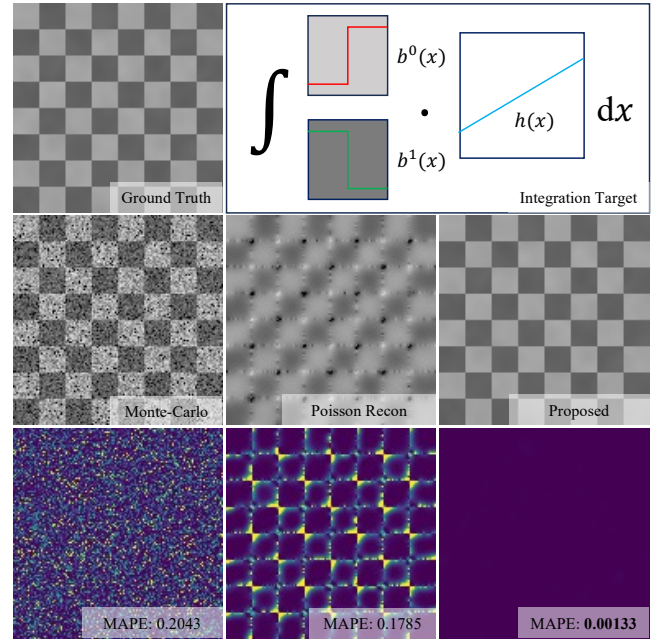 ∫
b⁰(x)
b¹(x)
·
h(x)
dx
Ground Truth
Integration Target
Monte-Carlo
Poisson Recon
Proposed
MAPE: 0.2043
MAPE: 0.1785
MAPE: 0.00133